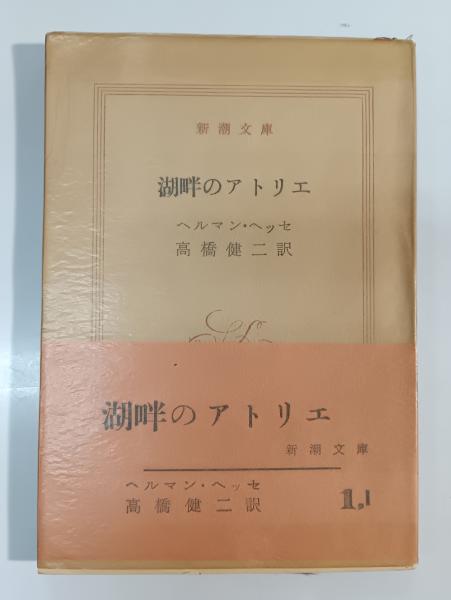 新潮文庫
湖畔のアトリエ
ヘルマン・ヘッセ
高橋健二訳
湖畔のアトリエ
新潮文庫
ヘルマン・ヘッセ
高橋健二訳